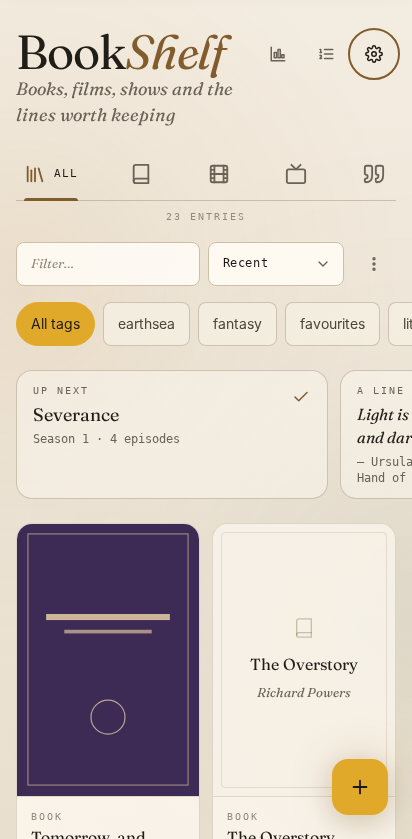 BookShelf
Books, films, shows and the
lines worth keeping
ALL
23 ENTRIES
Filter...
Recent
All tags
earthsea
fantasy
favourites
UP NEXT
Severance
Season 1 · 4 episodes
A LINE
Light is
and dar
— Ursula
Hand of
The Overstory
Richard Powers
BOOK
Tomorrow, and
BOOK
The Overstory